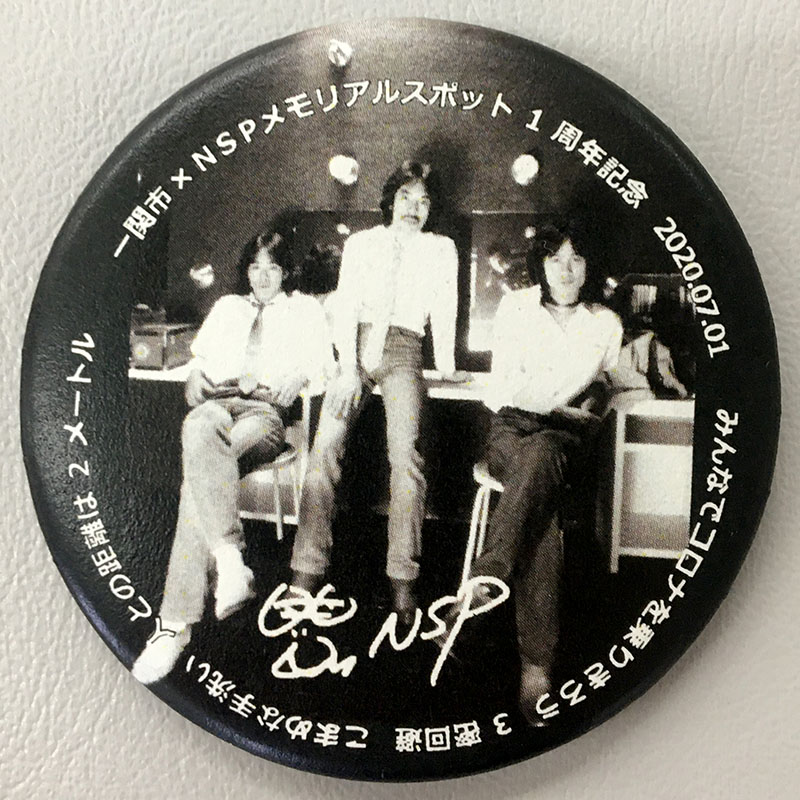 一関市×NSPメモリアルスポット1周年記念 2020.07.01
みんなでコロナを乗りきろう 3密回避 こまめな手洗い 人との距離は2メートル
NSP